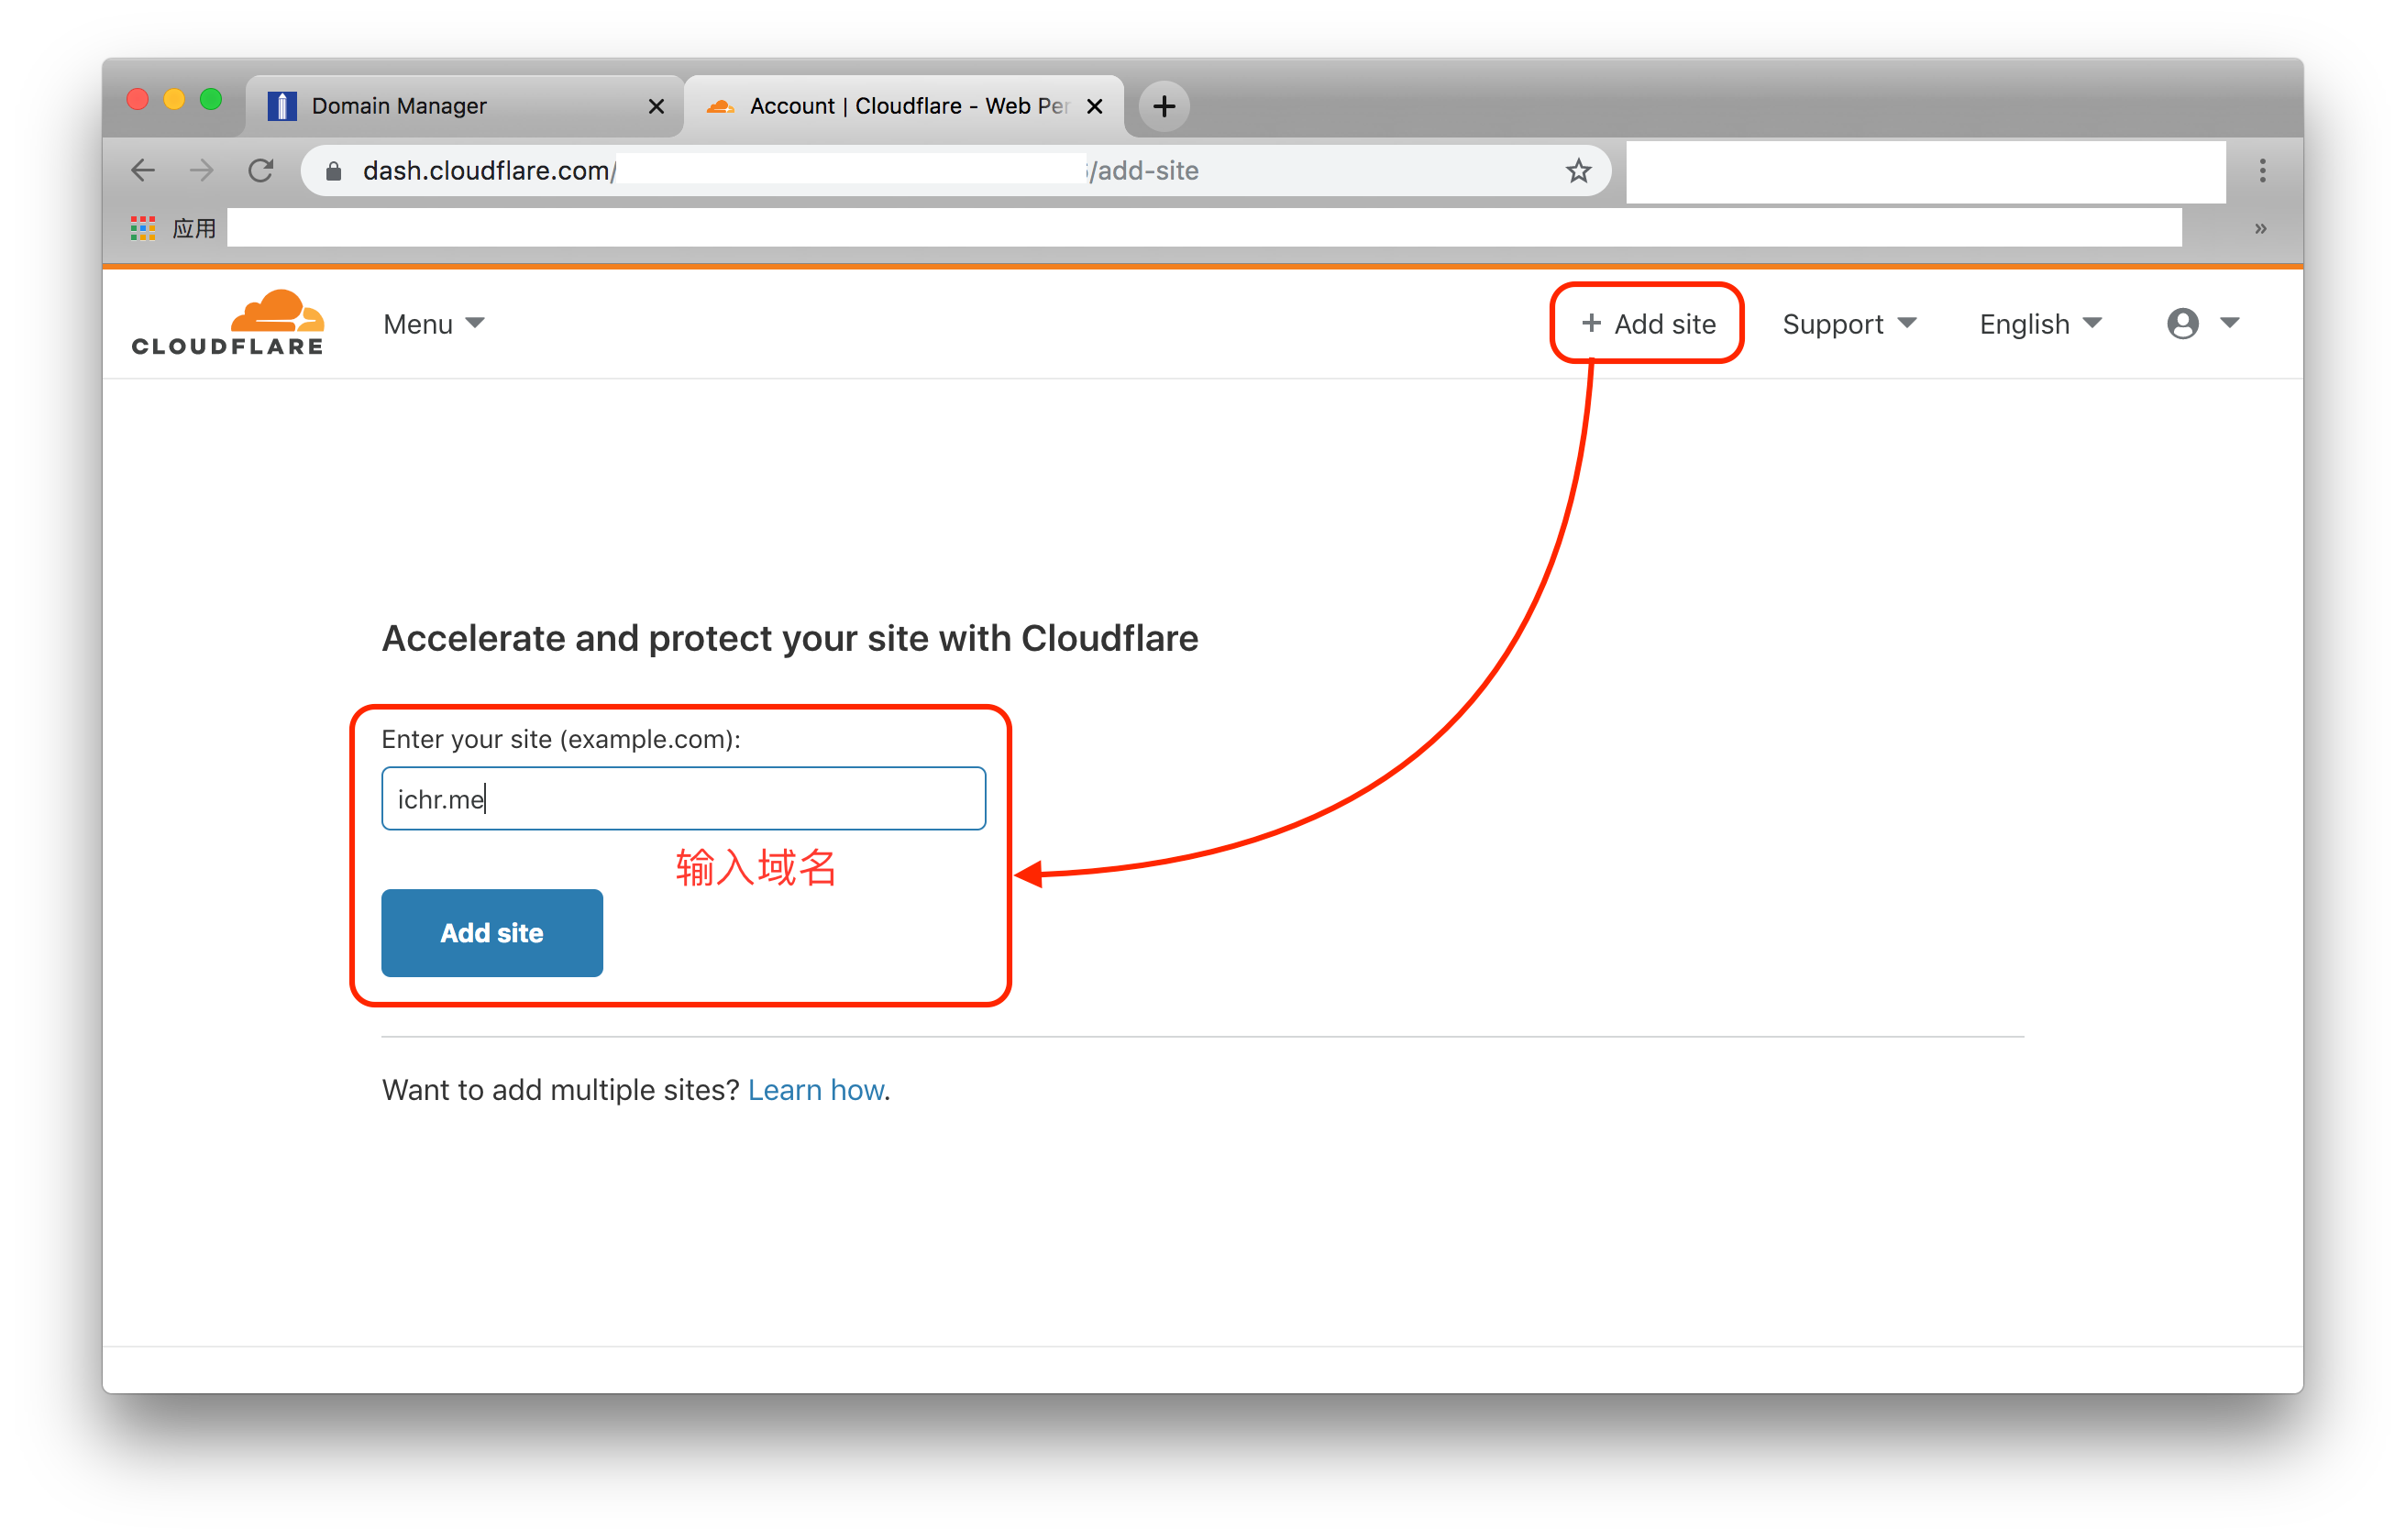 Domain Manager
Account | Cloudflare - Web Per
dash.cloudflare.com/
/add-site
应用
»
CLOUDFLARE
Menu
+ Add site
Support
English
Accelerate and protect your site with Cloudflare
Enter your site (example.com):
ichr.me
输入域名
Add site
Want to add multiple sites? Learn how.